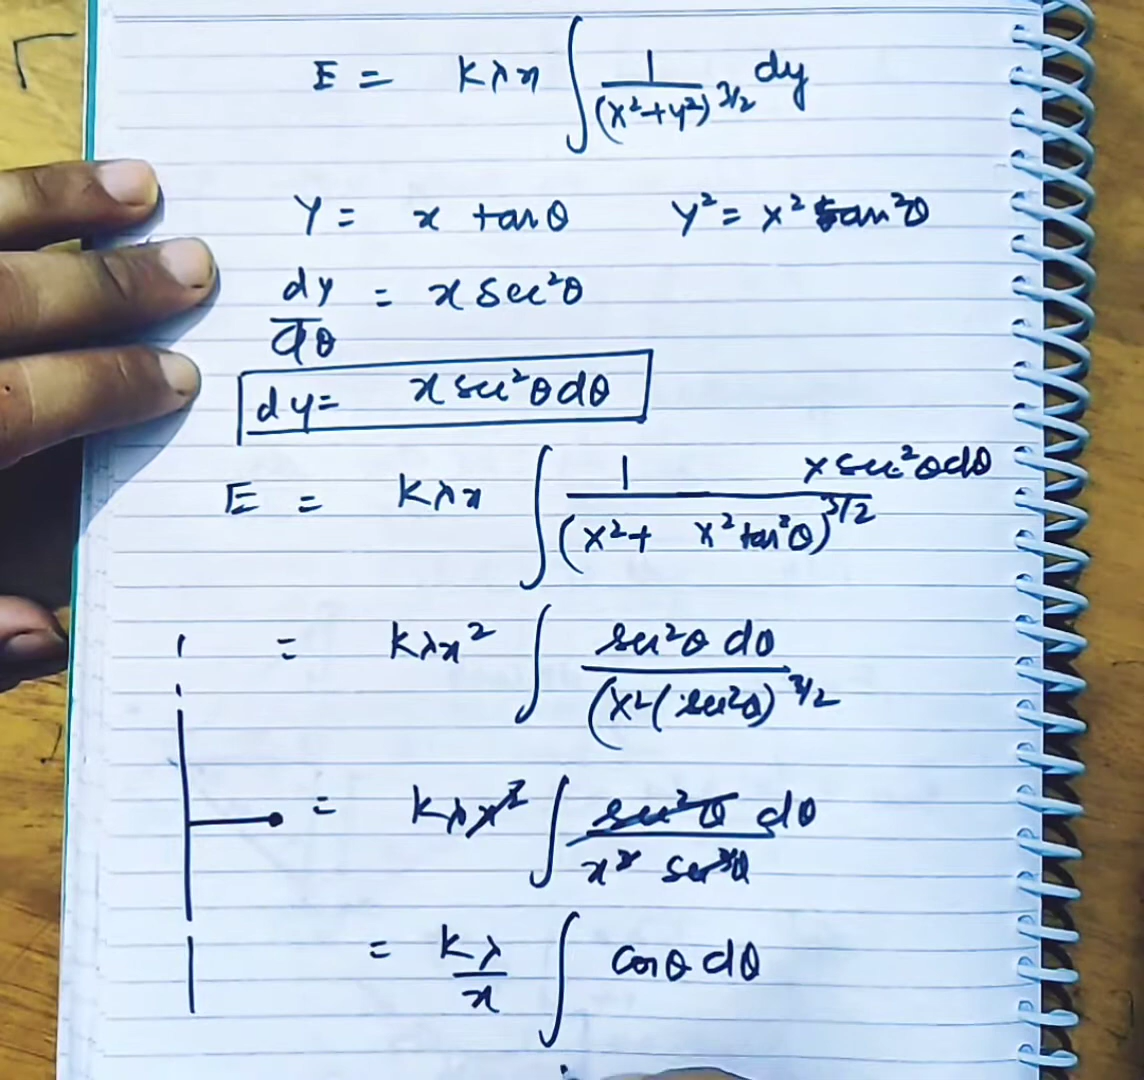 E = kλx ∫ 1/(x²+y²)^3/2 dy
y = x tanθ y² = x² tan²θ
dy/dθ = x sec²θ
dy = x sec²θ dθ
E = kλx ∫ 1/(x² + x² tan²θ)^3/2 x sec²θ dθ
= kλx² ∫ sec²θ dθ/(x²(sec²θ)^3/2
= kλx² ∫ sec²θ dθ/x³ sec³θ
= kλ/x ∫ cosθ dθ